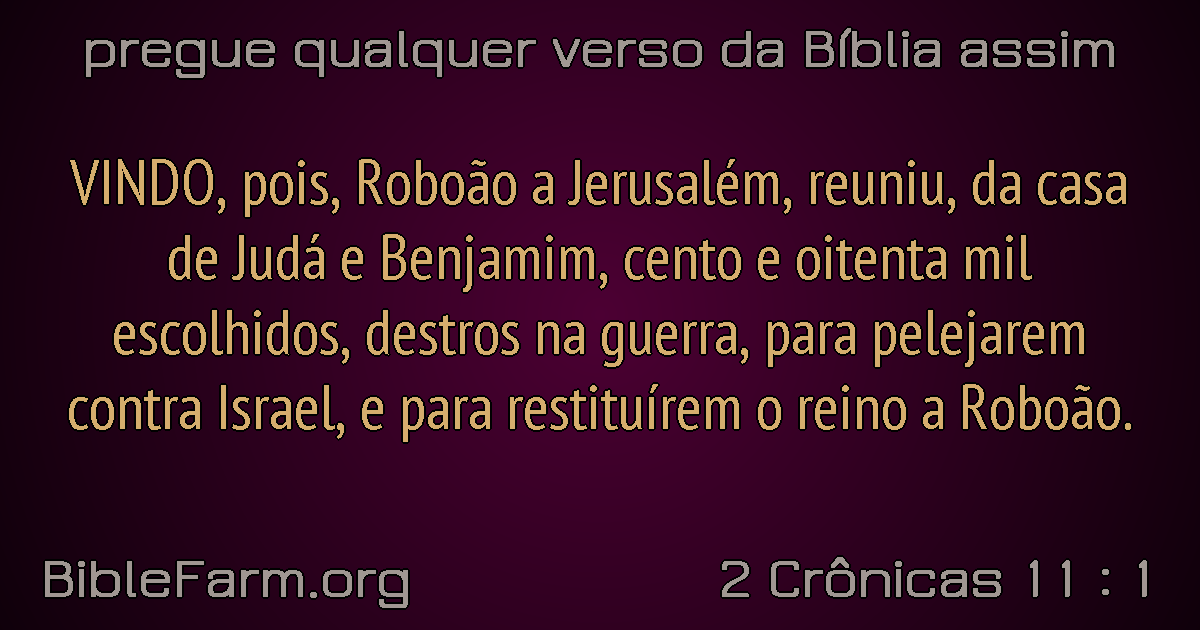 pregue qualquer verso da Bíblia assim
VINDO, pois, Roboão a Jerusalém, reuniu, da casa
de Judá e Benjamim, cento e oitenta mil
escolhidos, destros na guerra, para pelejarem
contra Israel, e para restituírem o reino a Roboão.
BibleFarm.org
2 Crônicas 11 : 1